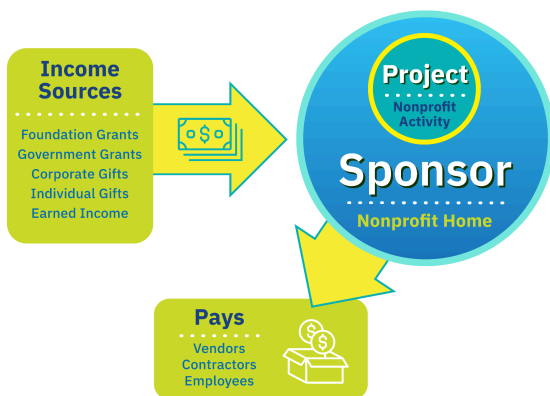 Income
Sources
Foundation Grants
Government Grants
Corporate Gifts
Individual Gifts
Earned Income
$
Project
Nonprofit
Activity
Sponsor
Nonprofit Home
Pays
Vendors
Contractors
Employees
$
$